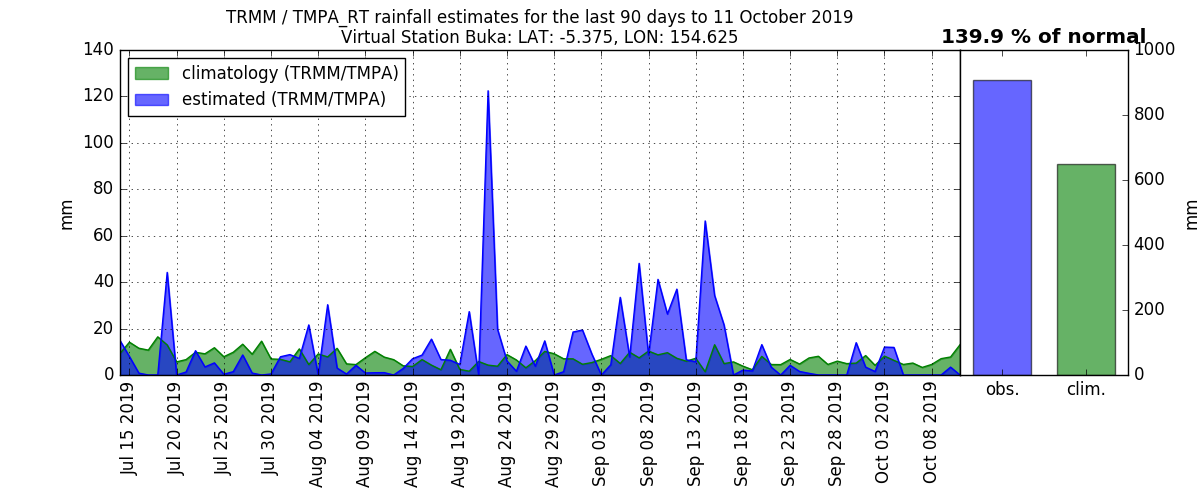 TRMM / TMPA_RT rainfall estimates for the last 90 days to 11 October 2019
Virtual Station Buka: LAT: -5.375, LON: 154.625
139.9 % of normal
climatology (TRMM/TMPA)
estimated (TRMM/TMPA)
140
120
100
80
60
40
20
0
mm
Jul 15 2019
Jul 20 2019
Jul 25 2019
Jul 30 2019
Aug 04 2019
Aug 09 2019
Aug 14 2019
Aug 19 2019
Aug 24 2019
Aug 29 2019
Sep 03 2019
Sep 08 2019
Sep 13 2019
Sep 18 2019
Sep 23 2019
Sep 28 2019
Oct 03 2019
Oct 08 2019
obs.
clim.
1000
800
600
400
200
0
mm